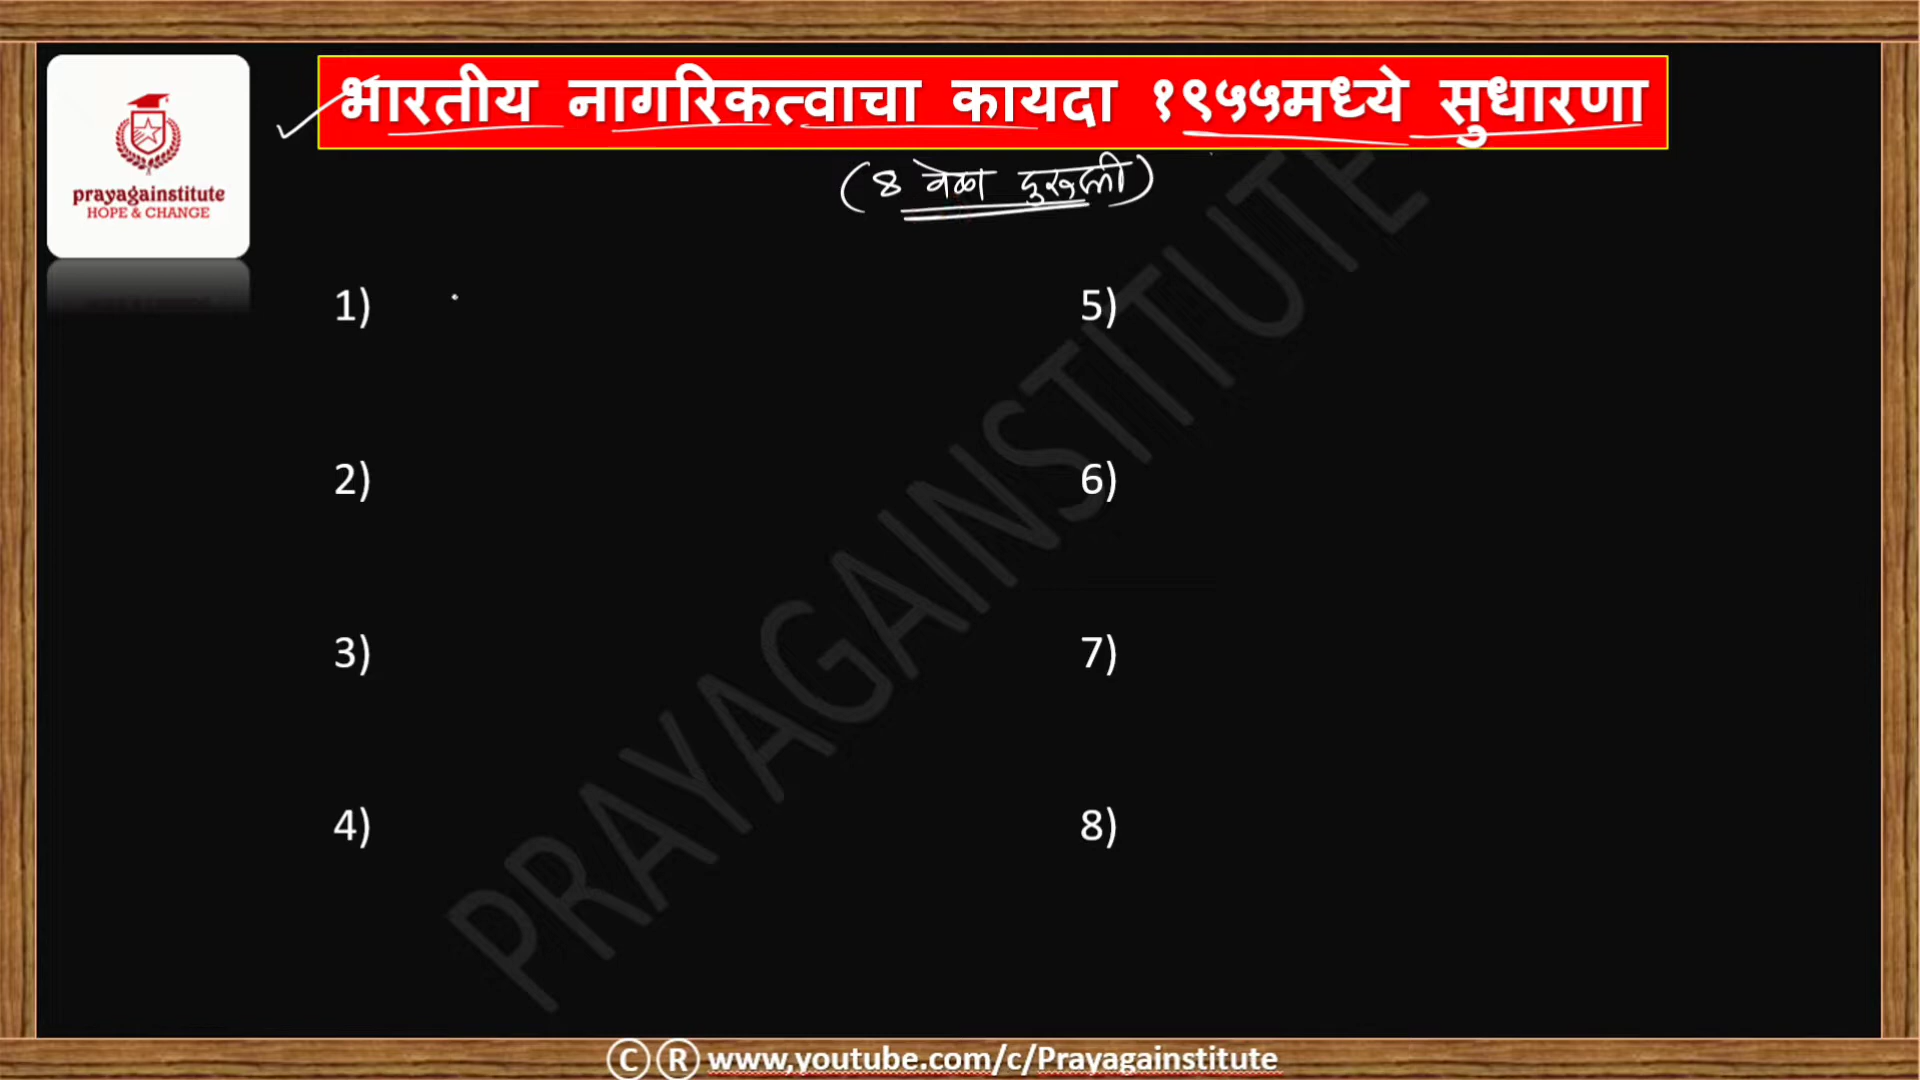 भारतीय नागरिकत्वाचा कायदा १९५५मध्ये सुधारणा
(8 वेळा दुरुस्ती)
prayagainstitute
HOPE & CHANGE
1)
5)
2)
6)
3)
7)
4)
8)
PRAYAGAINSTITUTE
Ⓒ Ⓡ www.youtube.com/c/Prayagainstitute